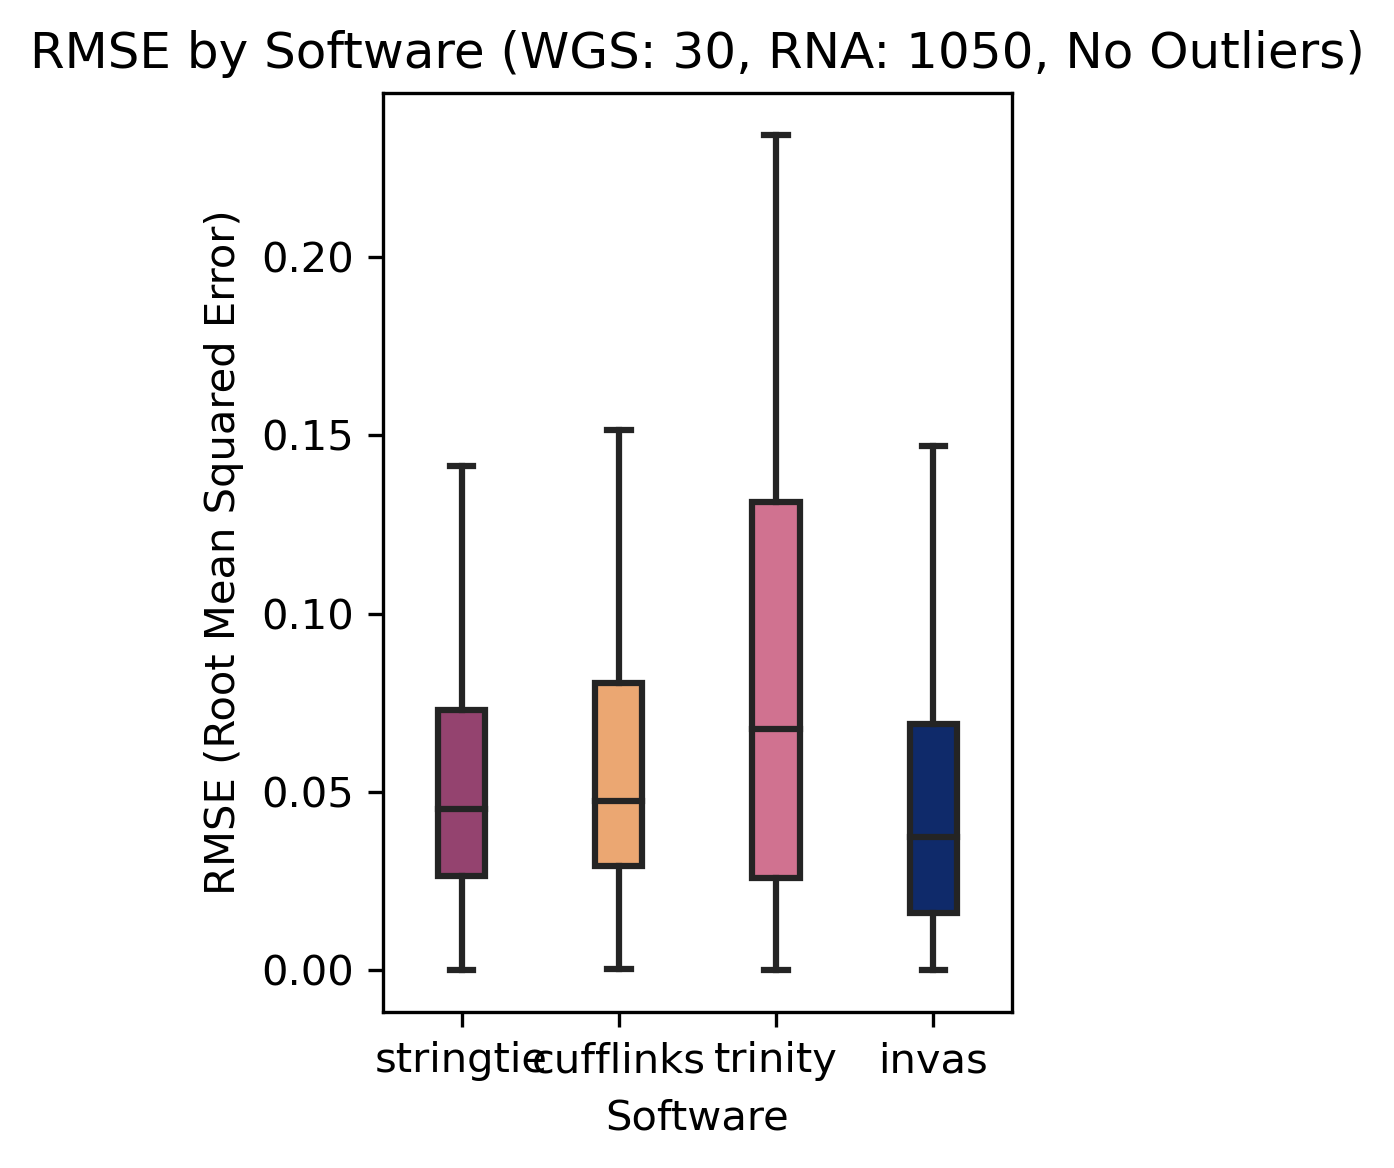 RMSE by Software (WGS: 30, RNA: 1050, No Outliers)
RMSE (Root Mean Squared Error)
0.20
0.15
0.10
0.05
0.00
stringtie cufflinks trinity invas
Software